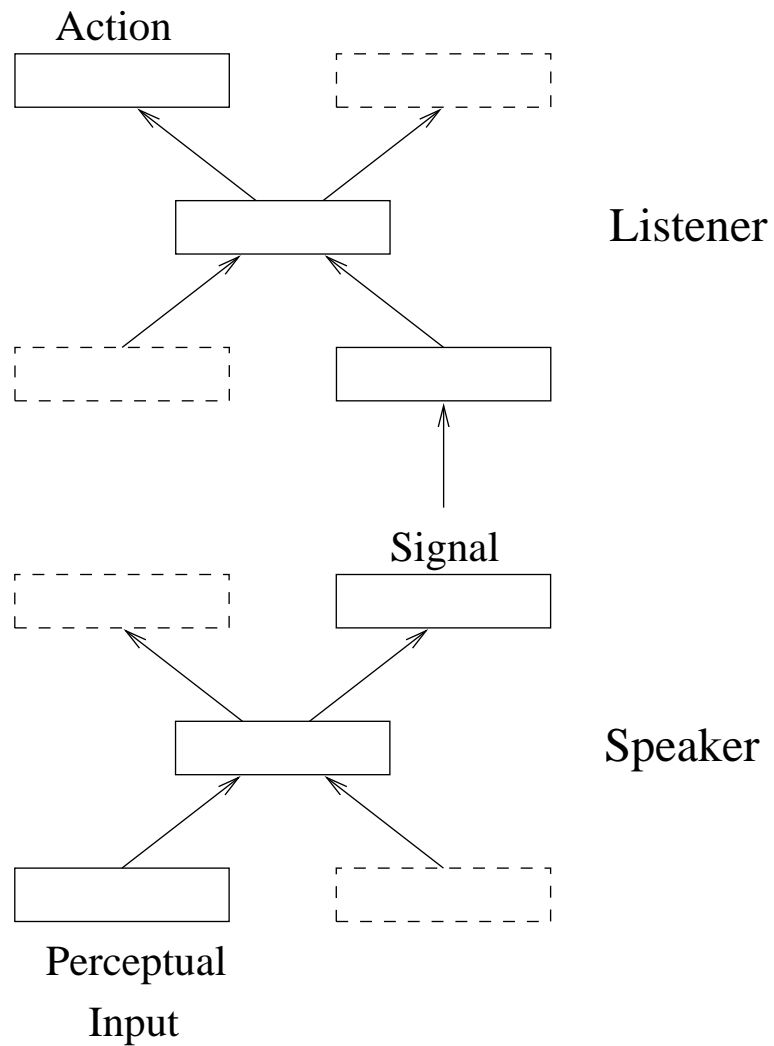 Action
Listener
Signal
Speaker
Perceptual
Input